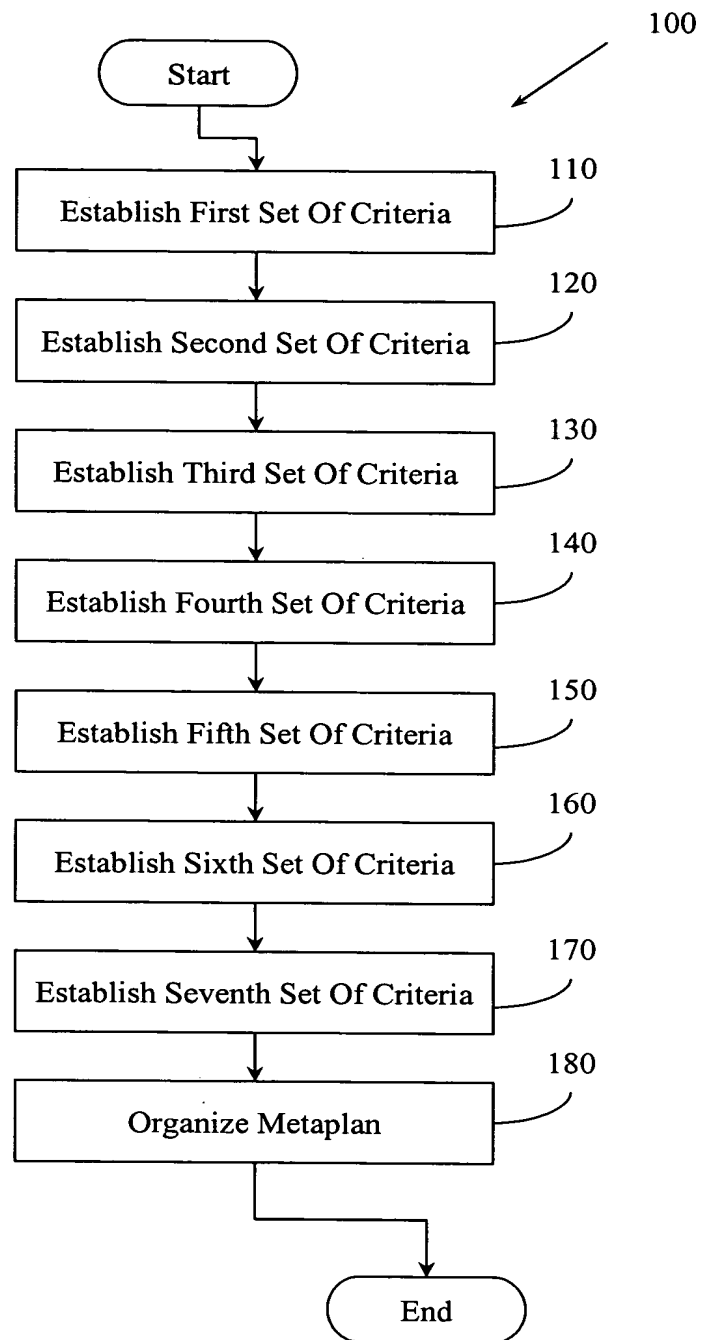 100
Start
110
Establish First Set Of Criteria
120
Establish Second Set Of Criteria
130
Establish Third Set Of Criteria
140
Establish Fourth Set Of Criteria
150
Establish Fifth Set Of Criteria
160
Establish Sixth Set Of Criteria
170
Establish Seventh Set Of Criteria
180
Organize Metaplan
End